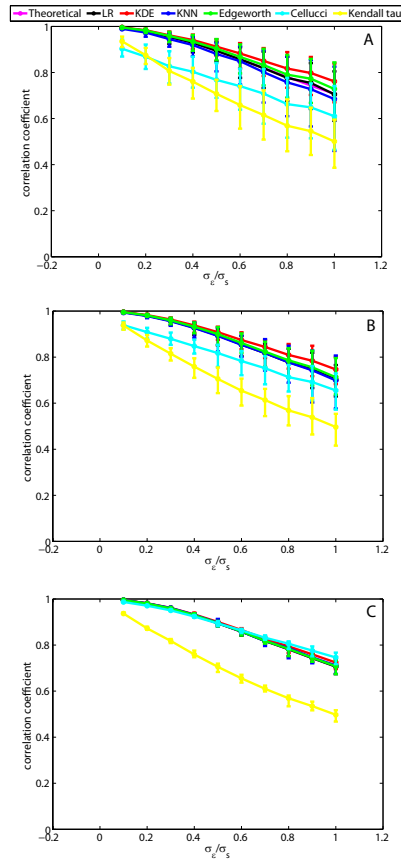 Theoretical LR KDE KNN Edgeworth Cellucci Kendall tau
A
1
0.8
0.6
0.4
0.2
0
correlation coefficient
−0.2 0 0.2 0.4 0.6 0.8 1 1.2
σε/σs
B
1
0.8
0.6
0.4
0.2
0
correlation coefficient
−0.2 0 0.2 0.4 0.6 0.8 1 1.2
σε/σs
C
1
0.8
0.6
0.4
0.2
0
correlation coefficient
−0.2 0 0.2 0.4 0.6 0.8 1 1.2
σε/σs